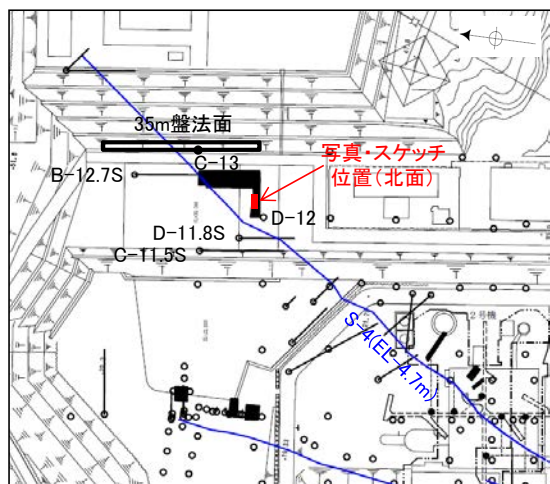 35m盤法面
C-13
写真・スケッチ
位置(北面)
B-12.7S
D-12
D-11.8S
C-11.5S
S-4(EL-4.7m)
2号機